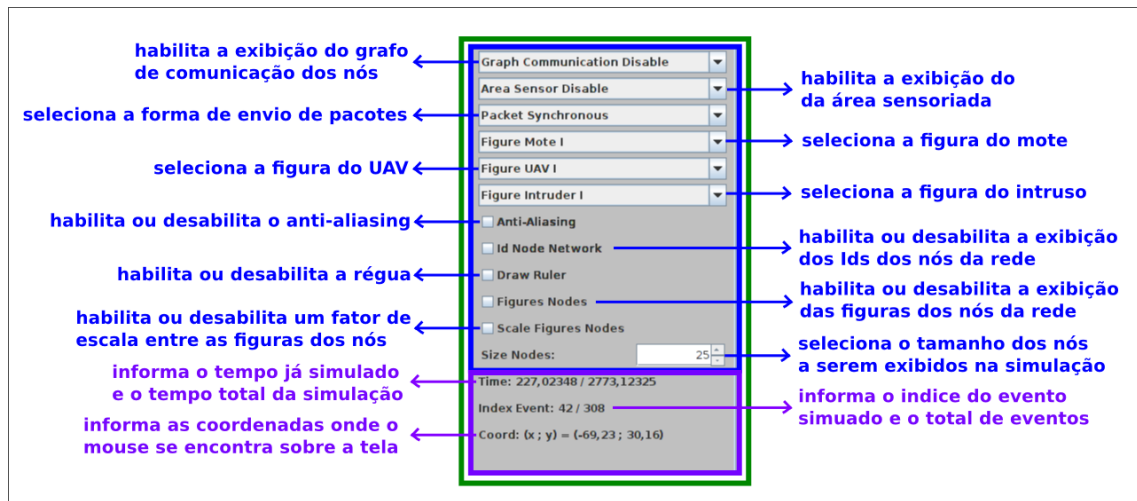 habilita a exibição do grafo
de comunicação dos nós
Graph Communication Disable
Area Sensor Disable
habilita a exibição do
da área sensoriada
seleciona a forma de envio de pacotes
Packet Synchronous
Figure Mote I
seleciona a figura do mote
seleciona a figura do UAV
Figure UAV I
Figure Intruder I
seleciona a figura do intruso
habilita ou desabilita o anti-aliasing
Anti-Aliasing
Id Node Network
habilita ou desabilita a exibição
dos Ids dos nós da rede
habilita ou desabilita a régua
Draw Ruler
Figures Nodes
habilita ou desabilita a exibição
das figuras dos nós da rede
habilita ou desabilita um fator de
escala entre as figuras dos nós
Scale Figures Nodes
Size Nodes: 25
seleciona o tamanho dos nós
a serem exibidos na simulação
informa o tempo já simulado
e o tempo total da simulação
Time: 227,02348 / 2773,12325
Index Event: 42 / 308
informa o indice do evento
simuado e o total de eventos
informa as coordenadas onde o
mouse se encontra sobre a tela
Coord: (x ; y) = (-69,23 ; 30,16)